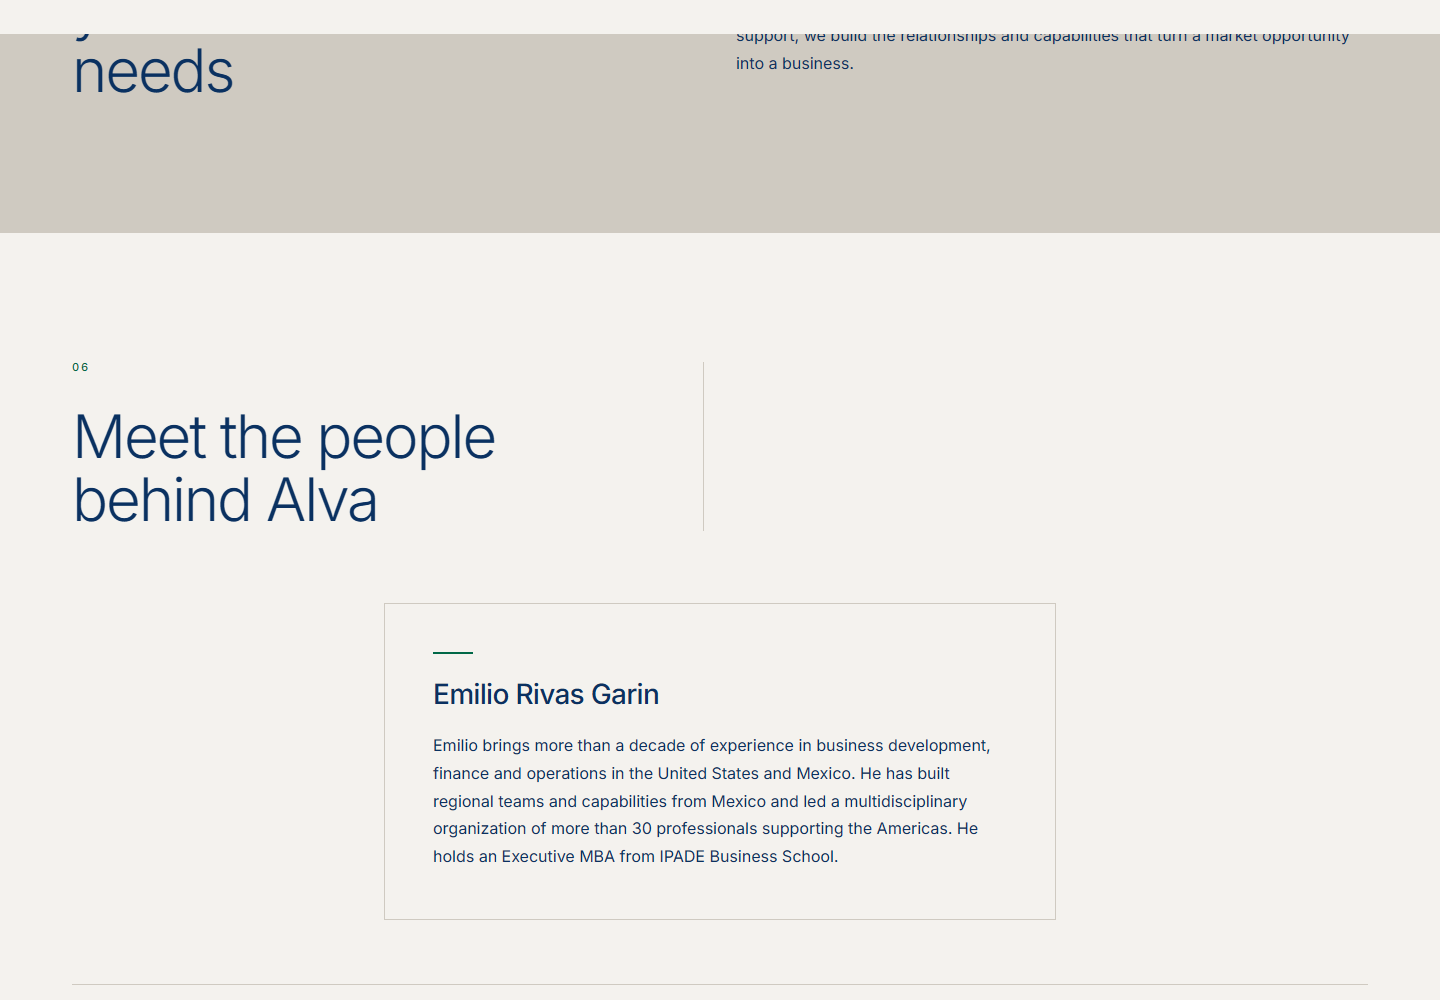 needs
support, we build the relationships and capabilities that turn a market opportunity
into a business.
06
Meet the people
behind Alva
Emilio Rivas Garin
Emilio brings more than a decade of experience in business development,
finance and operations in the United States and Mexico. He has built
regional teams and capabilities from Mexico and led a multidisciplinary
organization of more than 30 professionals supporting the Americas. He
holds an Executive MBA from IPADE Business School.